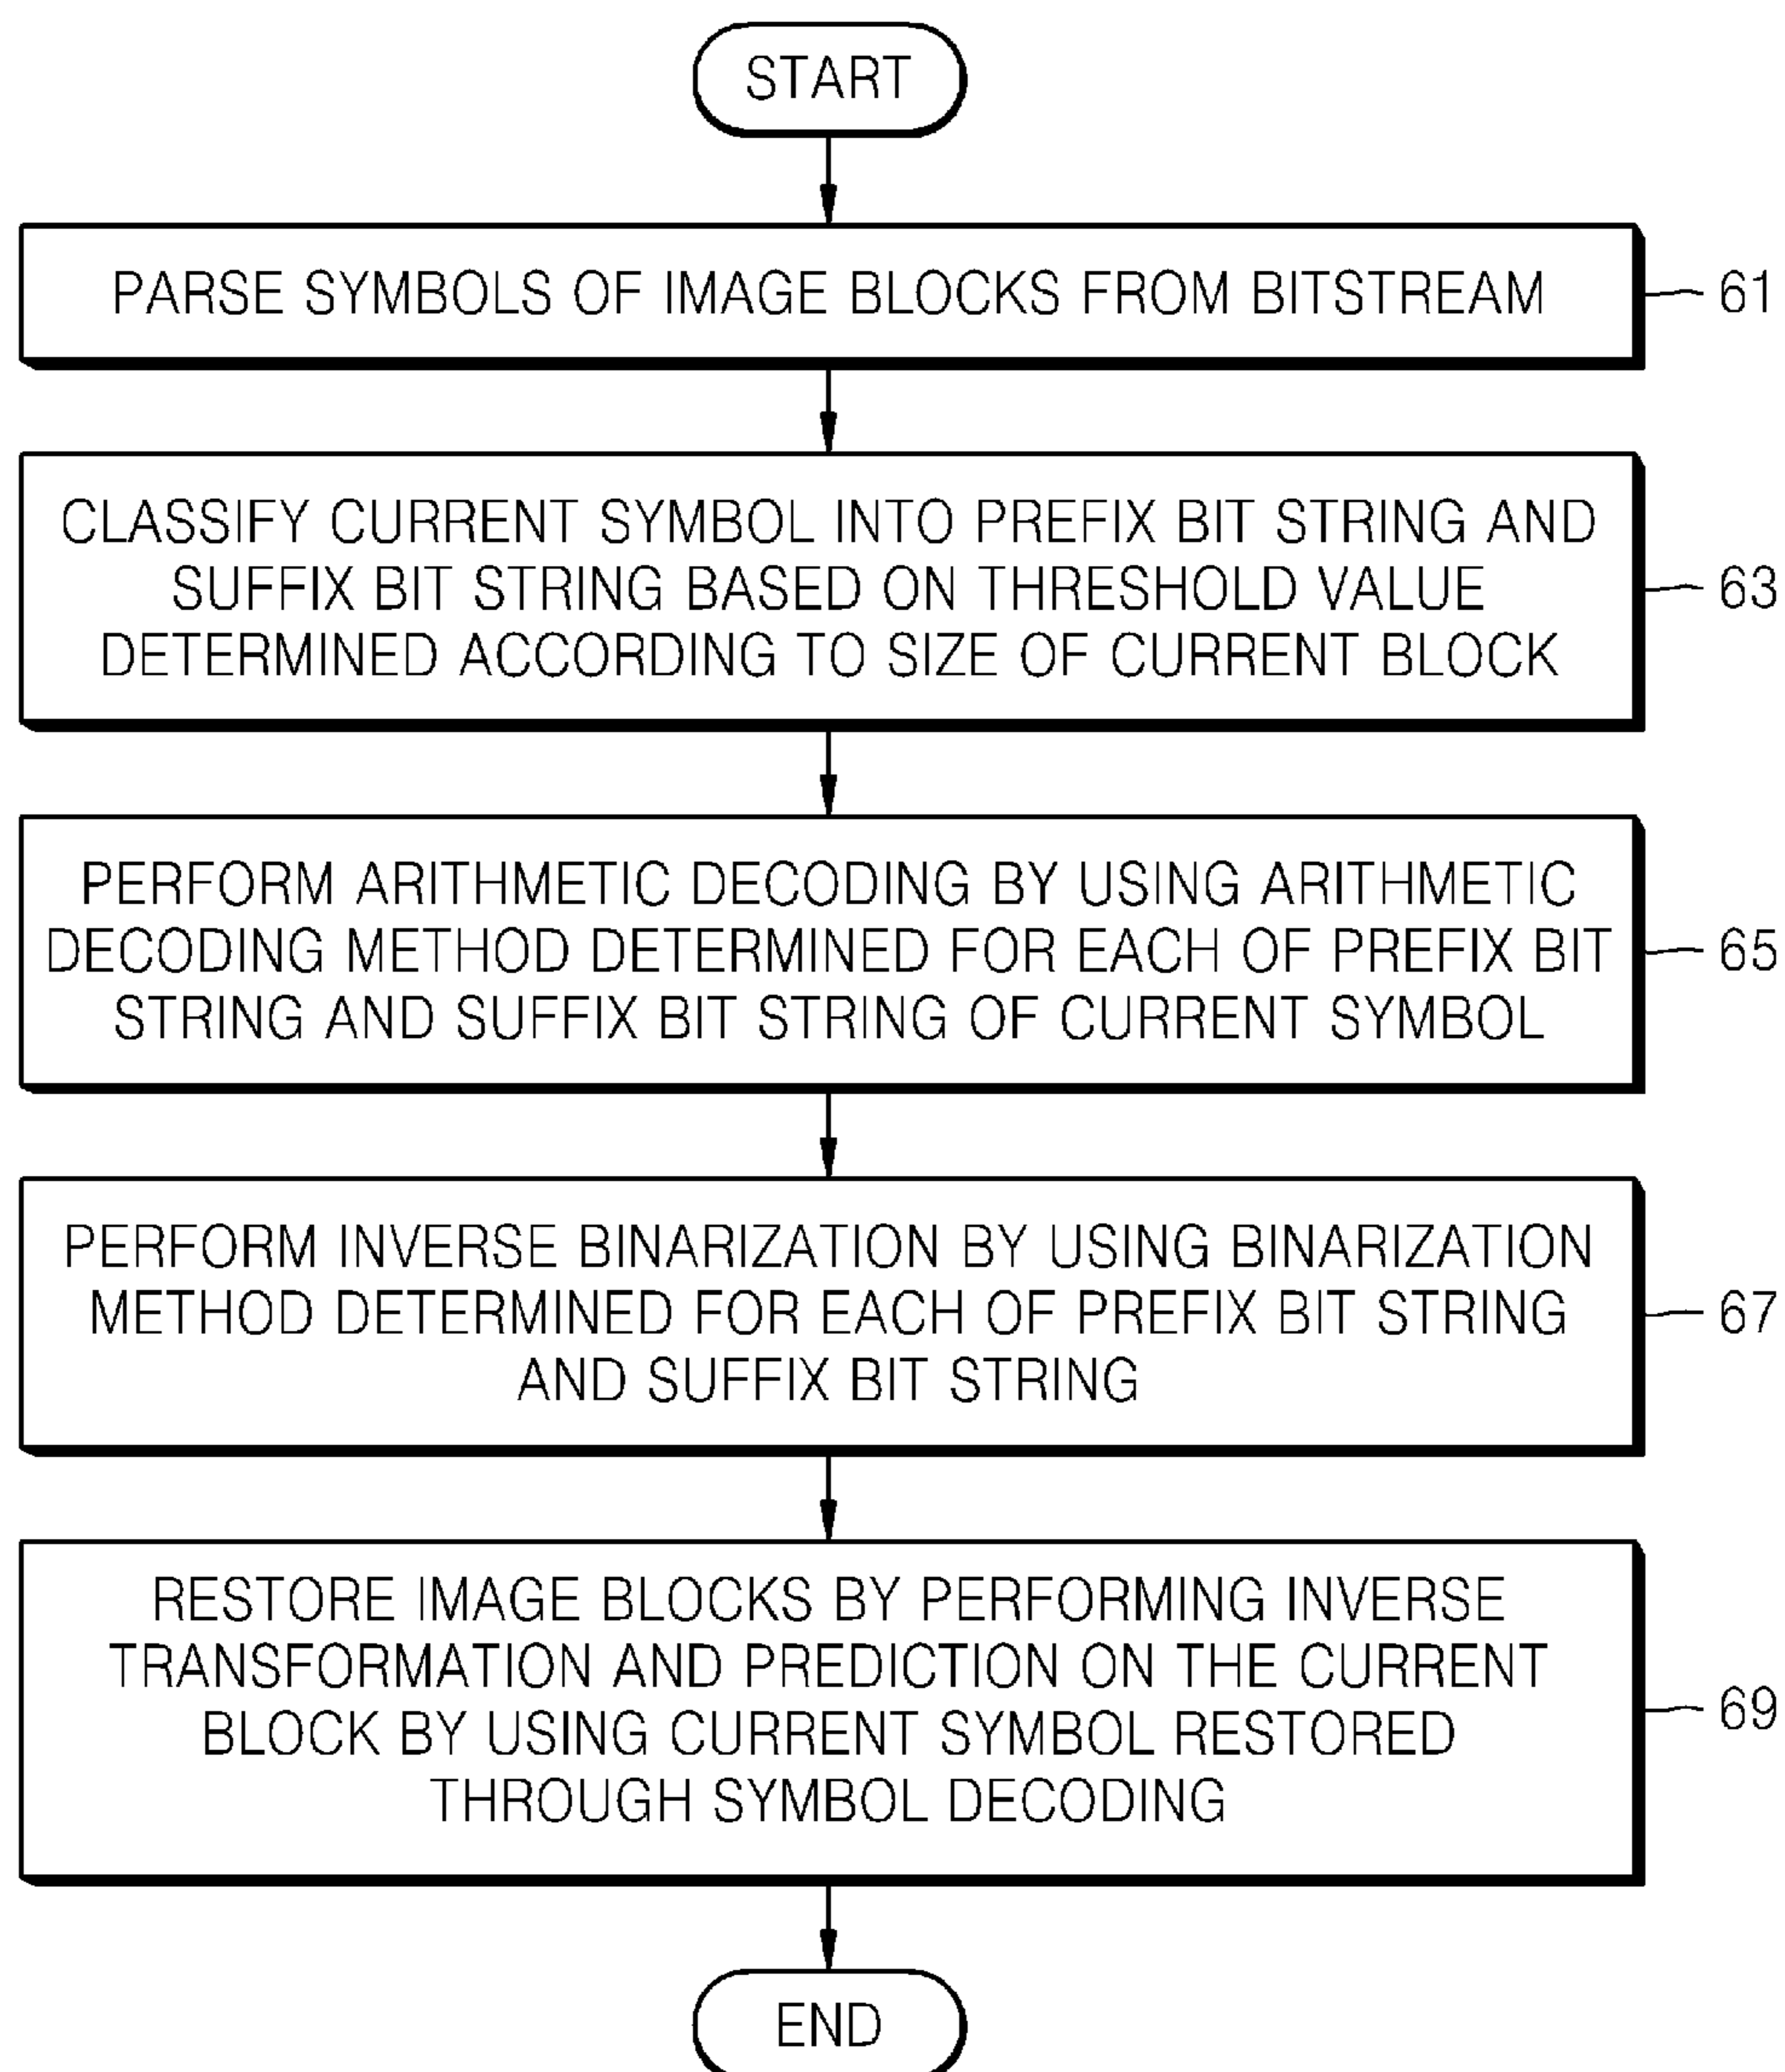 START
PARSE SYMBOLS OF IMAGE BLOCKS FROM BITSTREAM
61
CLASSIFY CURRENT SYMBOL INTO PREFIX BIT STRING AND
SUFFIX BIT STRING BASED ON THRESHOLD VALUE
DETERMINED ACCORDING TO SIZE OF CURRENT BLOCK
63
PERFORM ARITHMETIC DECODING BY USING ARITHMETIC
DECODING METHOD DETERMINED FOR EACH OF PREFIX BIT
STRING AND SUFFIX BIT STRING OF CURRENT SYMBOL
65
PERFORM INVERSE BINARIZATION BY USING BINARIZATION
METHOD DETERMINED FOR EACH OF PREFIX BIT STRING
AND SUFFIX BIT STRING
67
RESTORE IMAGE BLOCKS BY PERFORMING INVERSE
TRANSFORMATION AND PREDICTION ON THE CURRENT
BLOCK BY USING CURRENT SYMBOL RESTORED
THROUGH SYMBOL DECODING
69
END